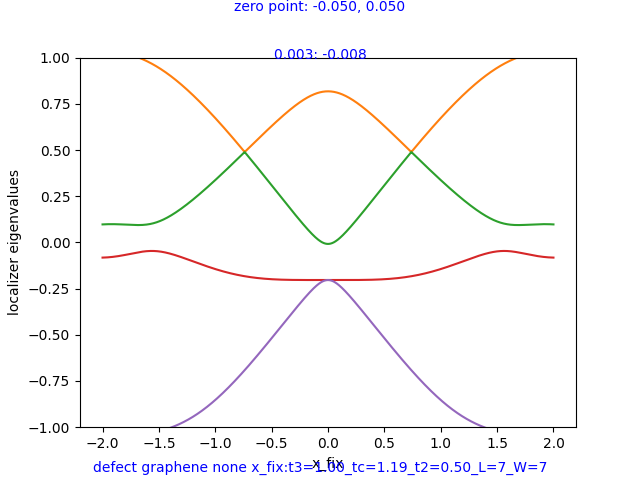 zero point: -0.050, 0.050
0.003: -0.008
1.00
0.75
0.50
0.25
0.00
−0.25
−0.50
−0.75
−1.00
localizer eigenvalues
−2.0 −1.5 −1.0 −0.5 0.0 0.5 1.0 1.5 2.0
x_fix
defect graphene none x_fix:t3=1.00_tc=1.19_t2=0.50_L=7_W=7